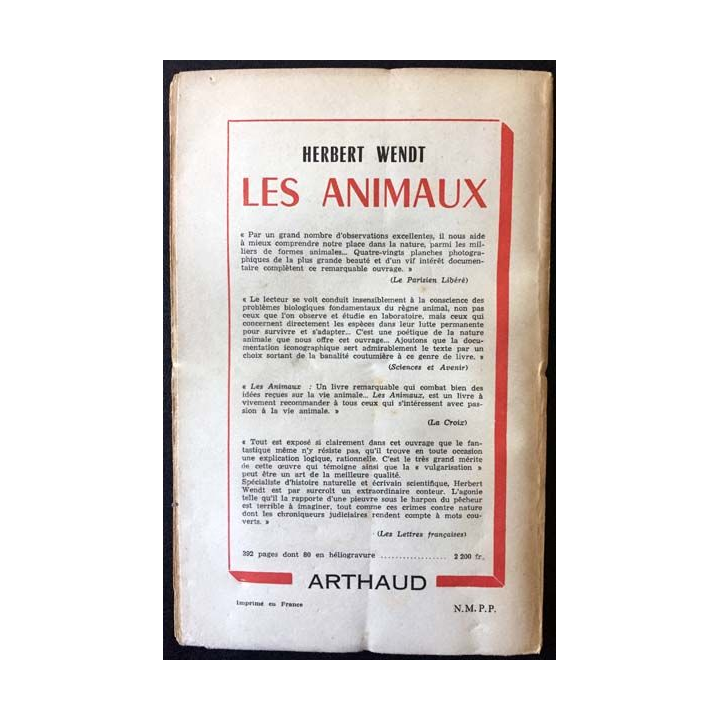 HERBERT WENDT
LES ANIMAUX
« Par un grand nombre d'observations excellentes, il nous aide
à mieux comprendre notre place dans la nature, parmi les mil-
liers de formes animales... Quatre-vingts planches photogra-
phiques de la plus grande beauté et d'un vif intérêt documen-
taire complètent ce remarquable ouvrage. »
(Le Parisien Libéré)
« Le lecteur se voit conduit insensiblement à la conscience des
problèmes biologiques fondamentaux du règne animal, non pas
ceux que l'on observe et étudie en laboratoire, mais ceux qui
concernent directement les espèces dans leur lutte permanente
pour survivre et s'adapter... C'est une poétique de la nature
animale que nous offre cet ouvrage... Ajoutons que la docu-
mentation iconographique sert admirablement le texte par un
choix sortant de la banalité coutumière à ce genre de livre. »
(Sciences et Avenir)
« Les Animaux : Un livre remarquable qui combat bien des
idées reçues sur la vie animale... Les Animaux, est un livre à
vivement recommander à tous ceux qui s'intéressent avec pas-
sion à la vie animale. »
(La Croix)
« Tout est exposé si clairement dans cet ouvrage que le fan-
tastique même n'y résiste pas, qu'il trouve en toute occasion
une explication logique, rationnelle. C'est le très grand mérite
de cette œuvre qui témoigne ainsi que la « vulgarisation »
peut être un art de la meilleure qualité.
Spécialiste d'histoire naturelle et écrivain scientifique, Herbert
Wendt est par surcroît un extraordinaire conteur. L'agonie
telle qu'il la rapporte d'une pieuvre sous le harpon du pêcheur
est terrible à imaginer, tout comme ces crimes contre nature
dont les chroniqueurs judiciaires rendent compte à mots cou-
verts. »
(Les Lettres françaises)
392 pages dont 80 en héliogravure .................. 2 200 fr.
ARTHAUD
Imprimé en France
N.M.P.P.